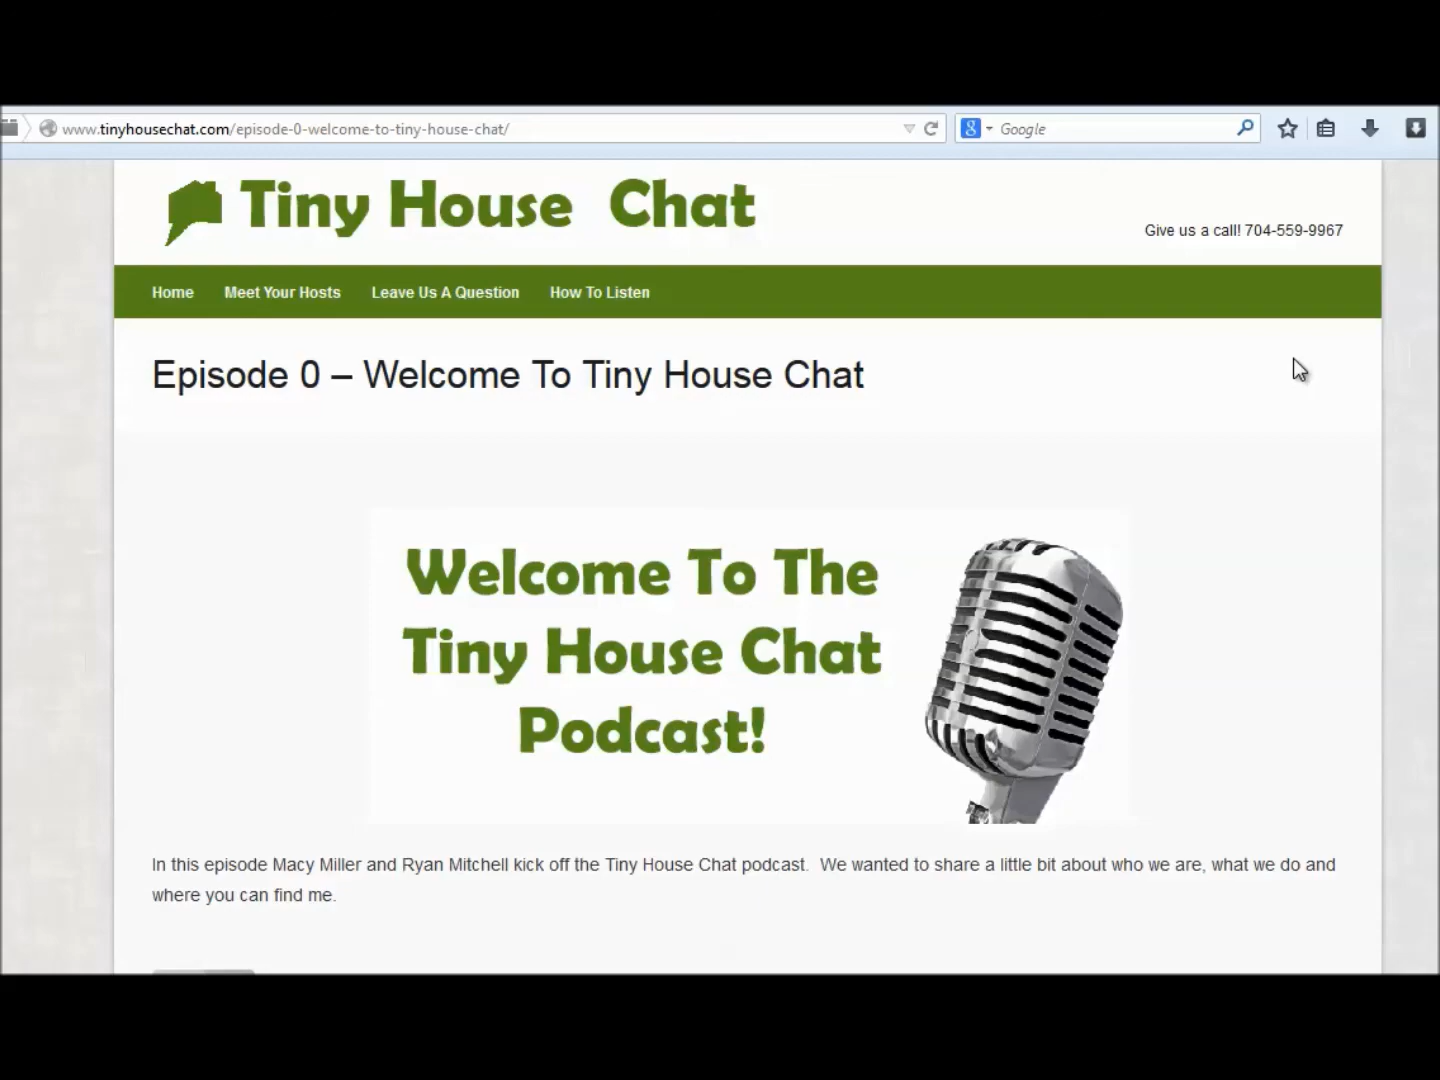 www.tinyhousechat.com/episode-0-welcome-to-tiny-house-chat/
Google
Tiny House Chat
Give us a call! 704-559-9967
Home Meet Your Hosts Leave Us A Question How To Listen
Episode 0 – Welcome To Tiny House Chat
Welcome To The
Tiny House Chat
Podcast!
In this episode Macy Miller and Ryan Mitchell kick off the Tiny House Chat podcast. We wanted to share a little bit about who we are, what we do and
where you can find me.